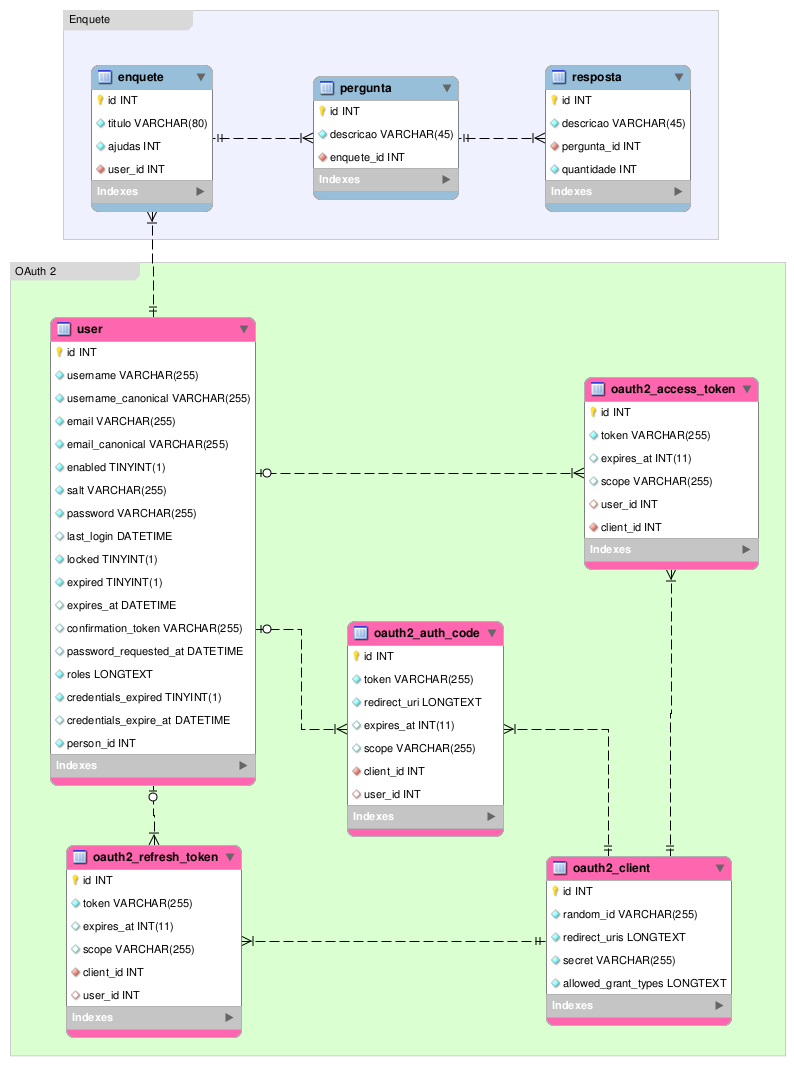 Enquete
enquete
id INT
titulo VARCHAR(80)
ajudas INT
user_id INT
Indexes
pergunta
id INT
descricao VARCHAR(45)
enquete_id INT
Indexes
resposta
id INT
descricao VARCHAR(45)
pergunta_id INT
quantidade INT
Indexes
OAuth 2
user
id INT
username VARCHAR(255)
username_canonical VARCHAR(255)
email VARCHAR(255)
email_canonical VARCHAR(255)
enabled TINYINT(1)
salt VARCHAR(255)
password VARCHAR(255)
last_login DATETIME
locked TINYINT(1)
expired TINYINT(1)
expires_at DATETIME
confirmation_token VARCHAR(255)
password_requested_at DATETIME
roles LONGTEXT
credentials_expired TINYINT(1)
credentials_expire_at DATETIME
person_id INT
Indexes
oauth2_access_token
id INT
token VARCHAR(255)
expires_at INT(11)
scope VARCHAR(255)
user_id INT
client_id INT
Indexes
oauth2_auth_code
id INT
token VARCHAR(255)
redirect_uri LONGTEXT
expires_at INT(11)
scope VARCHAR(255)
client_id INT
user_id INT
Indexes
oauth2_refresh_token
id INT
token VARCHAR(255)
expires_at INT(11)
scope VARCHAR(255)
client_id INT
user_id INT
Indexes
oauth2_client
id INT
random_id VARCHAR(255)
redirect_uris LONGTEXT
secret VARCHAR(255)
allowed_grant_types LONGTEXT
Indexes